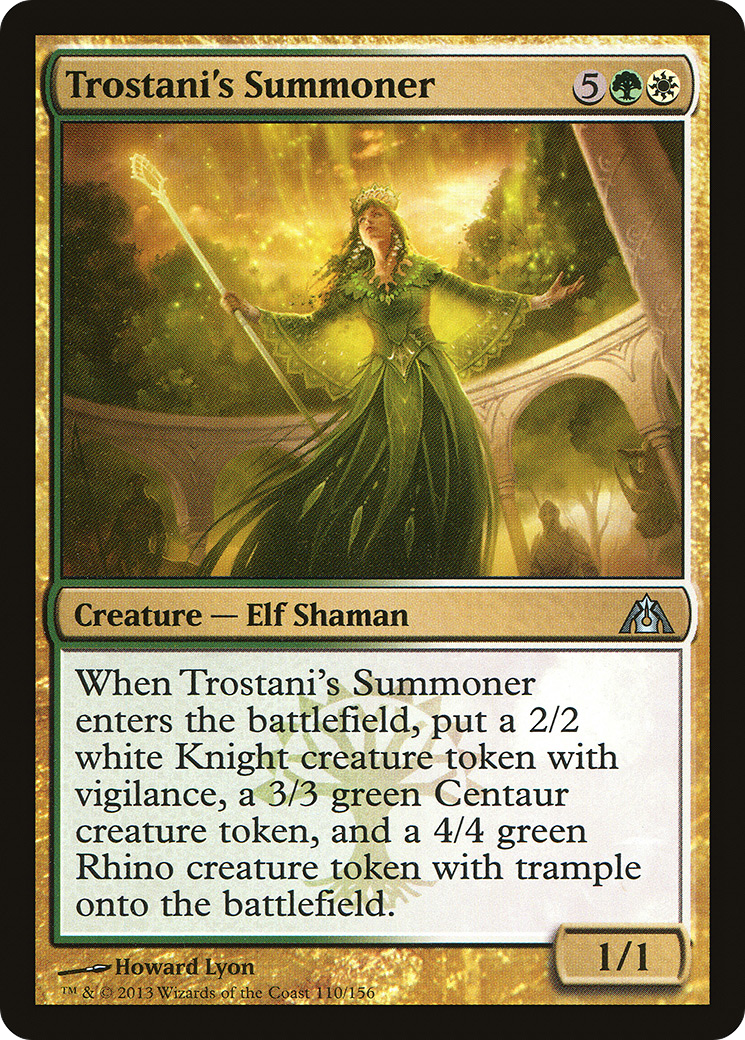 Trostani's Summoner 5
Creature — Elf Shaman
When Trostani's Summoner
enters the battlefield, put a 2/2
white Knight creature token with
vigilance, a 3/3 green Centaur
creature token, and a 4/4 green
Rhino creature token with trample
onto the battlefield.
1/1
Howard Lyon
™ & © 2013 Wizards of the Coast 110/156